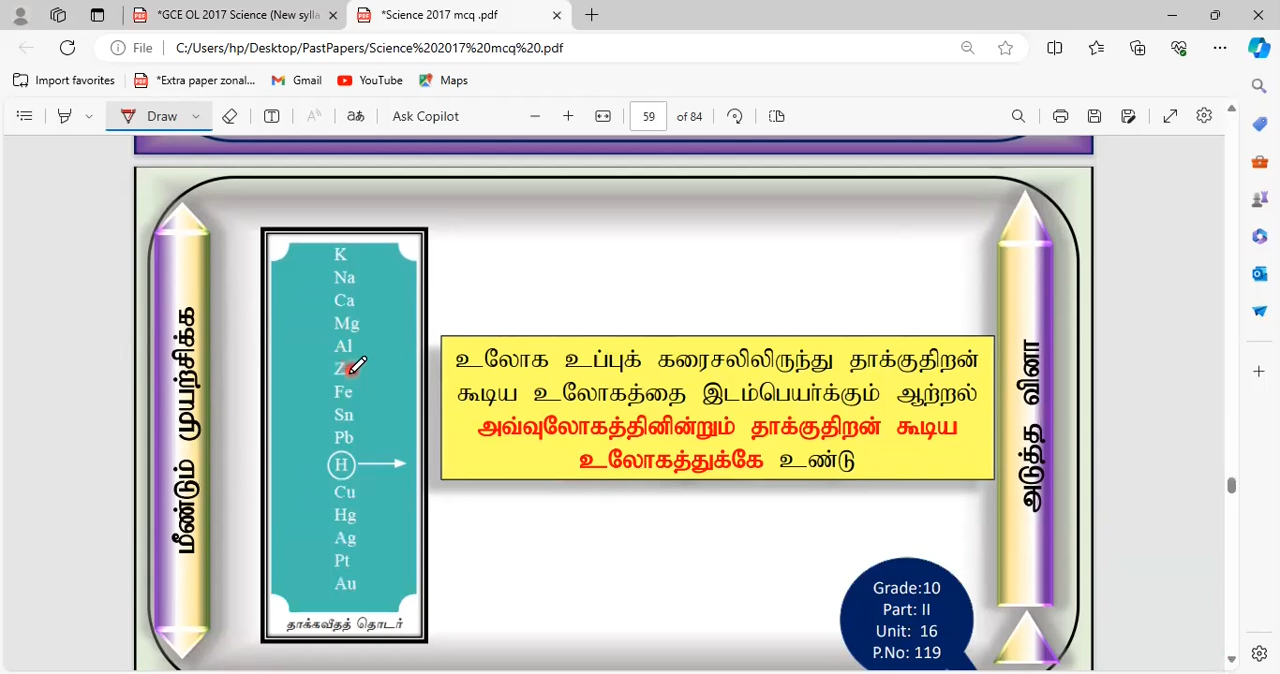 *GCE OL 2017 Science (New sylla
*Science 2017 mcq .pdf
File
C:/Users/hp/Desktop/PastPapers/Science%202017%20mcq%20.pdf
Import favorites
*Extra paper zonal...
Gmail
YouTube
Maps
Draw
aあ
Ask Copilot
59
of 84
மீண்டும் முயற்சிக்க
K
Na
Ca
Mg
Al
Fe
Sn
Pb
H
Cu
Hg
Ag
Pt
Au
தாக்கவீதத் தொடர்
உலோக உப்புக் கரைசலிலிருந்து தாக்குதிறன்
கூடிய உலோகத்தை இடம்பெயர்க்கும் ஆற்றல்
அவ்வுலோகத்தினின்றும் தாக்குதிறன் கூடிய
உலோகத்துக்கே உண்டு
அடுத்த வினா
Grade:10
Part: II
Unit: 16
P.No: 119